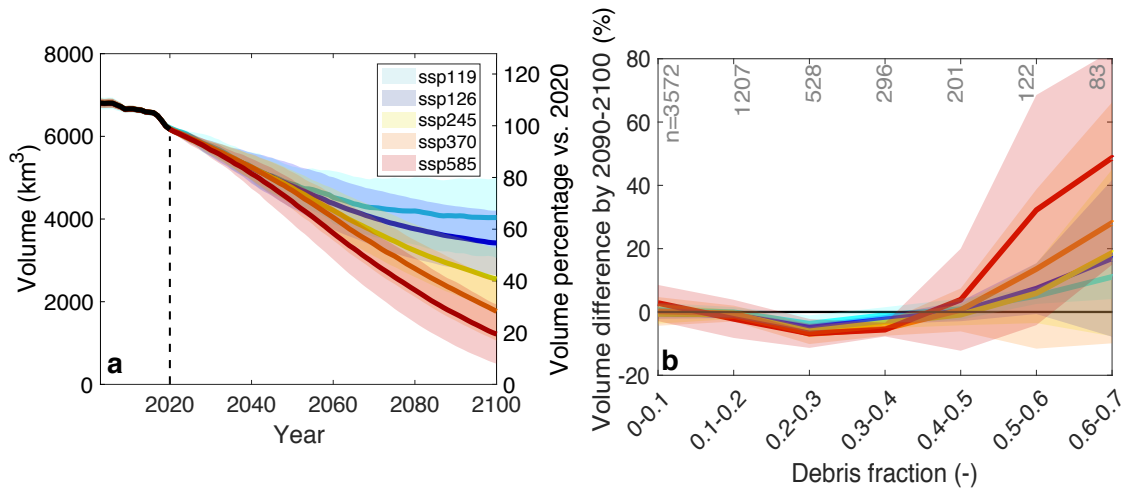 8000
6000
4000
2000
0
Volume (km³)
2020
2040
2060
2080
2100
Year
120
100
80
60
40
20
0
Volume percentage vs. 2020
ssp119
ssp126
ssp245
ssp370
ssp585
a
80
60
40
20
0
-20
Volume difference by 2090-2100 (%)
n=3572
1207
528
296
201
122
83
b
0-0.1
0.1-0.2
0.2-0.3
0.3-0.4
0.4-0.5
0.5-0.6
0.6-0.7
Debris fraction (-)